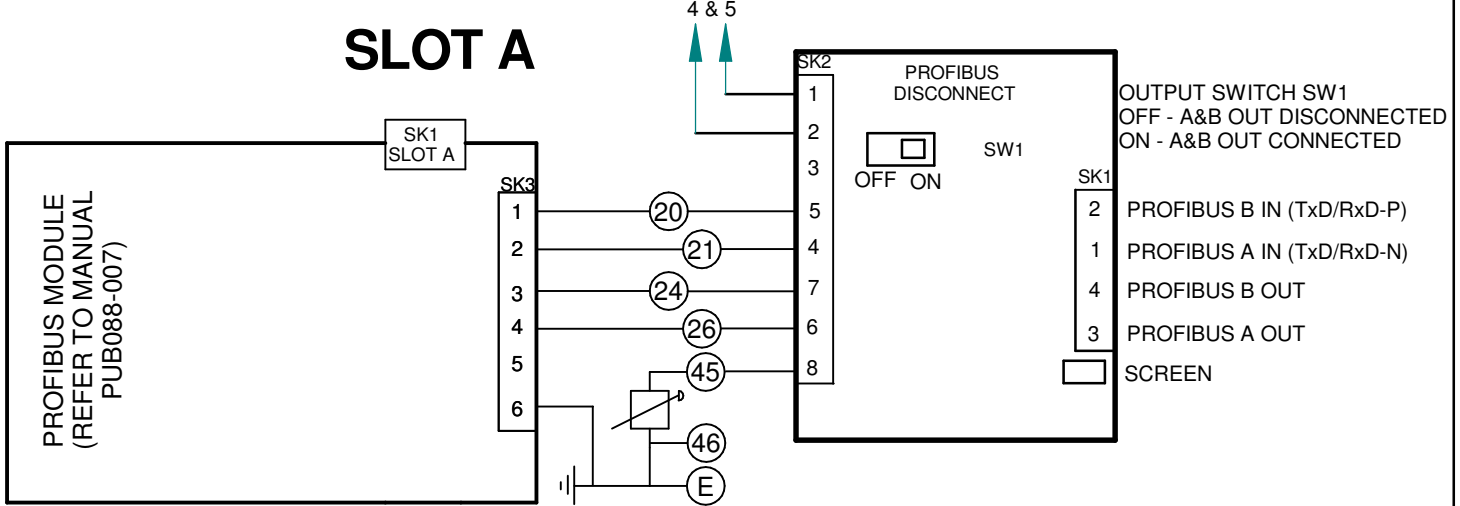 4 & 5
SLOT A
SK1
SLOT A
PROFIBUS MODULE
(REFER TO MANUAL
PUB088-007)
SK3
1
2
3
4
5
6
20
21
24
26
45
46
E
SK2
1
2
3
5
4
7
6
8
PROFIBUS
DISCONNECT
SW1
OFF ON
OUTPUT SWITCH SW1
OFF - A&B OUT DISCONNECTED
ON - A&B OUT CONNECTED
SK1
2 PROFIBUS B IN (TxD/RxD-P)
1 PROFIBUS A IN (TxD/RxD-N)
4 PROFIBUS B OUT
3 PROFIBUS A OUT
SCREEN